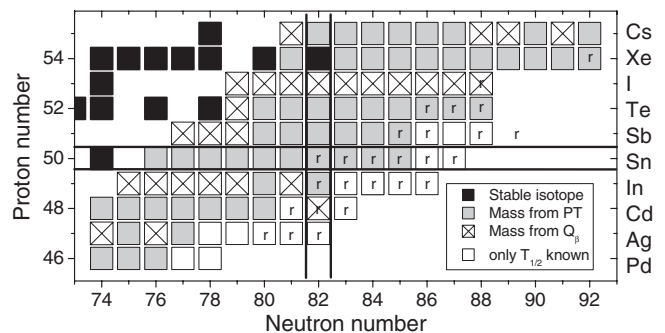 Cs
54 r Xe
r I
52 r r r Te
r r r r Sb
50 r r r r r r Sn
r r r r r In
48 r r r Cd
r r r Ag
46 Pd
Proton number
Stable isotope
Mass from PT
Mass from Qβ
only T1/2 known
74 76 78 80 82 84 86 88 90 92
Neutron number